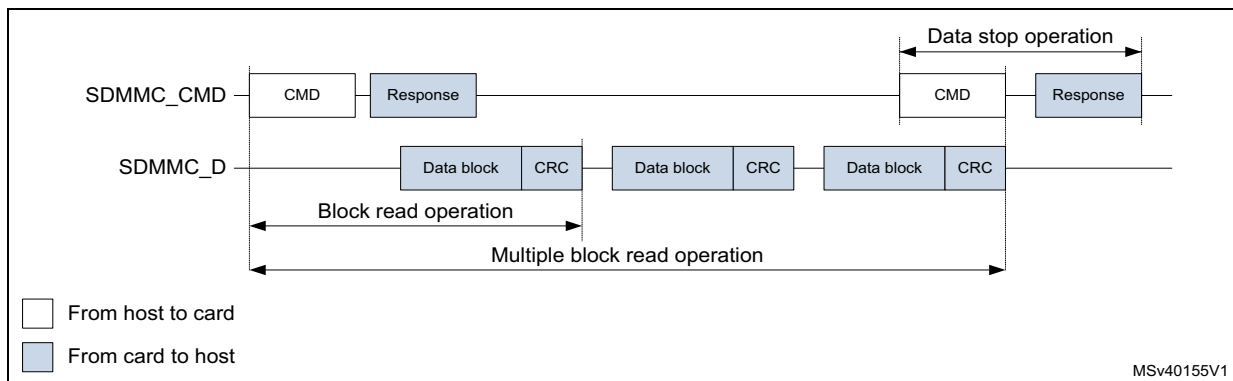 Data stop operation
SDMMC_CMD CMD Response CMD Response
SDMMC_D Data block CRC Data block CRC Data block CRC
Block read operation
Multiple block read operation
From host to card
From card to host
MSv40155V1